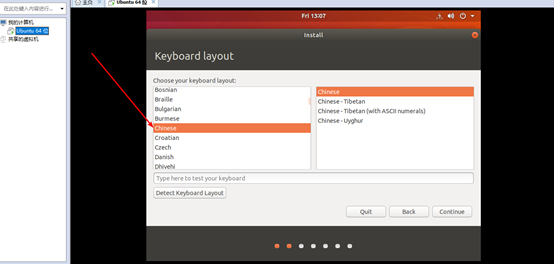 主页
Ubuntu 64 位
在此处键入内容进行...
我的计算机
Ubuntu 64 位
共享的虚拟机
Fri 13:07
Install
Keyboard layout
Choose your keyboard layout:
Bosnian
Braille
Bulgarian
Burmese
Chinese
Croatian
Czech
Danish
Dhivehi
Chinese
Chinese - Tibetan
Chinese - Tibetan (with ASCII numerals)
Chinese - Uyghur
Type here to test your keyboard
Detect Keyboard Layout
Quit
Back
Continue